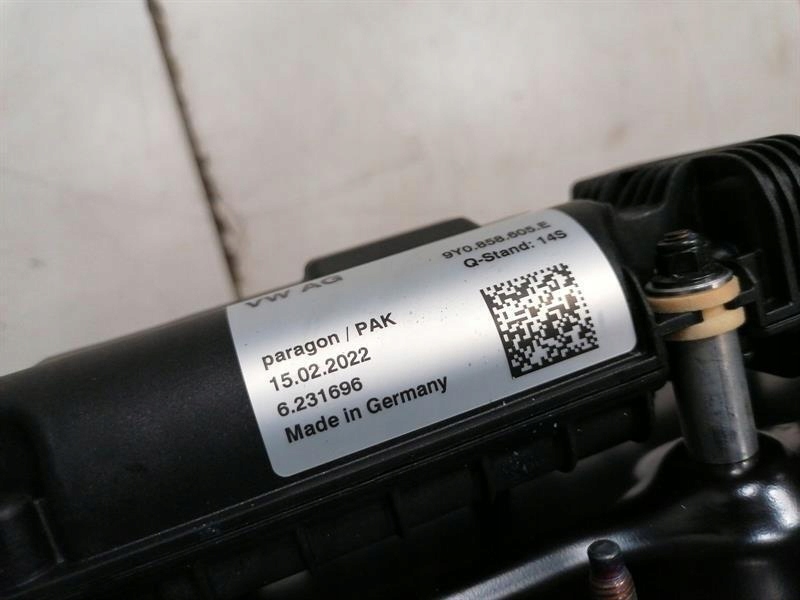 VW AG
9Y0.858.605.E
Q-Stand: 14S
paragon / PAK
15.02.2022
6.231696
Made in Germany